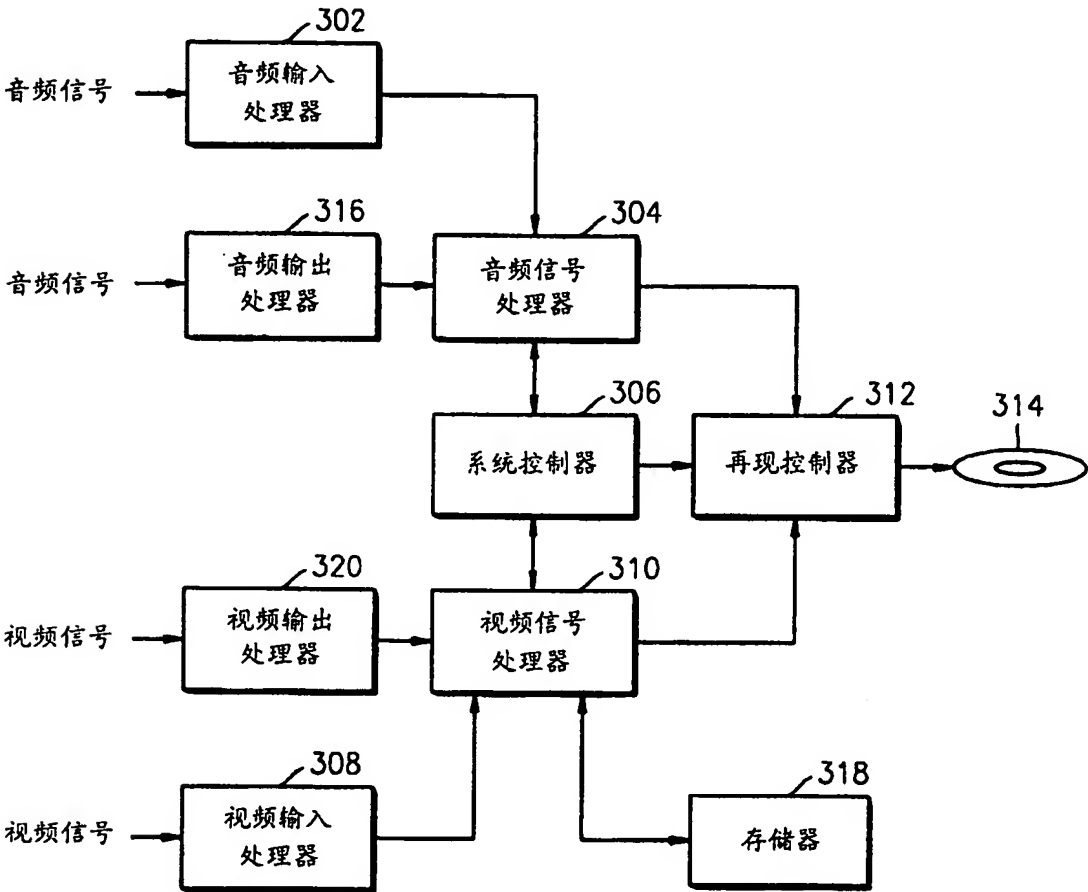 302
音频信号
音频输入
处理器
316
304
音频信号
音频输出
处理器
音频信号
处理器
306
312
314
系统控制器
再现控制器
320
310
视频信号
视频输出
处理器
视频信号
处理器
308
318
视频信号
视频输入
处理器
存储器